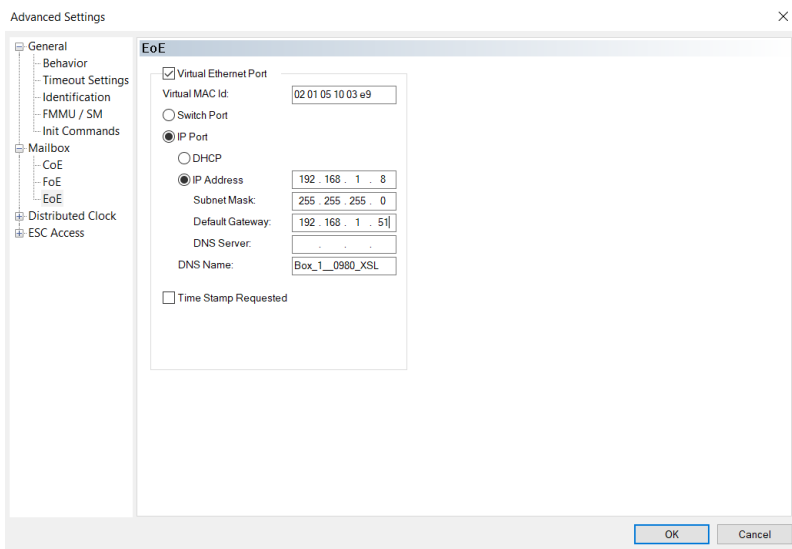 Advanced Settings
General
Behavior
Timeout Settings
Identification
FMMU / SM
Init Commands
Mailbox
CoE
FoE
EoE
Distributed Clock
ESC Access
EoE
Virtual Ethernet Port
Virtual MAC Id: 02 01 05 10 03 e9
Switch Port
IP Port
DHCP
IP Address 192 . 168 . 1 . 8
Subnet Mask: 255 . 255 . 255 . 0
Default Gateway: 192 . 168 . 1 . 51
DNS Server: . . .
DNS Name: Box_1__0980_XSL
Time Stamp Requested
OK Cancel